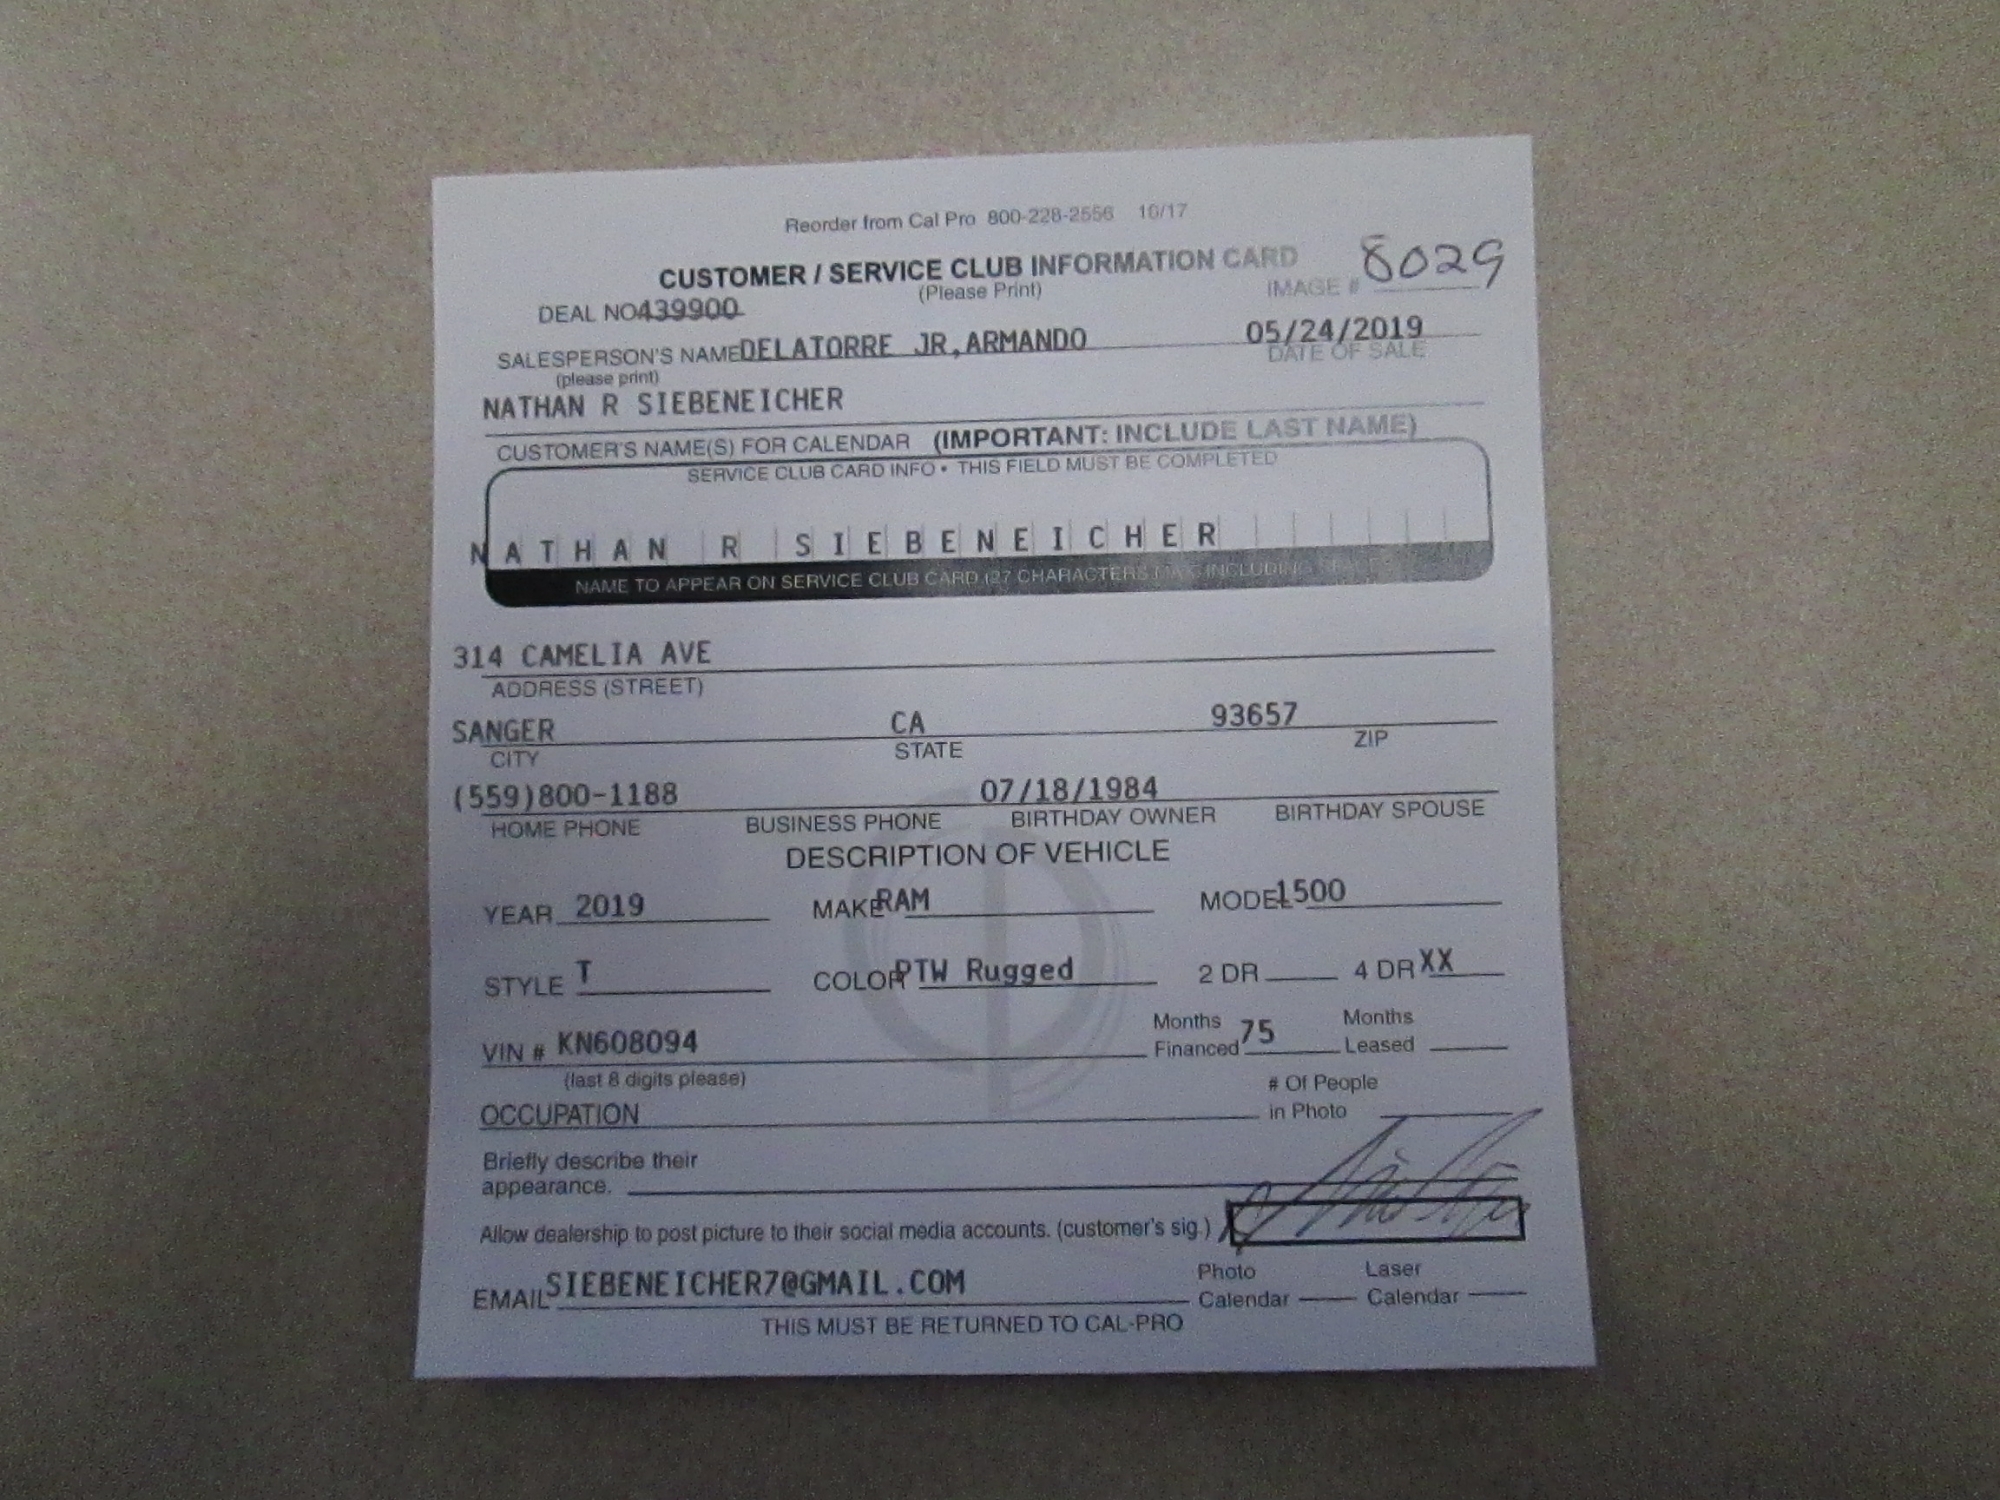 Reorder from Cal Pro 800-228-2556 10/17
CUSTOMER / SERVICE CLUB INFORMATION CARD
(Please Print)
IMAGE # 8029
DEAL NO 439900
SALESPERSON'S NAME DELATORRE JR,ARMANDO 05/24/2019
(please print) DATE OF SALE
NATHAN R SIEBENEICHER
CUSTOMER'S NAME(S) FOR CALENDAR (IMPORTANT: INCLUDE LAST NAME)
SERVICE CLUB CARD INFO • THIS FIELD MUST BE COMPLETED
NATHAN R SIEBENEICHER
NAME TO APPEAR ON SERVICE CLUB CARD (27 CHARACTERS INCLUDING
314 CAMELIA AVE
ADDRESS (STREET)
SANGER CA 93657
CITY STATE ZIP
(559)800-1188 07/18/1984
HOME PHONE BUSINESS PHONE BIRTHDAY OWNER BIRTHDAY SPOUSE
DESCRIPTION OF VEHICLE
YEAR 2019 MAKE RAM MODEL 1500
STYLE T COLOR PTW Rugged 2 DR 4 DR XX
VIN # KN608094 Months Financed 75 Months Leased
(last 8 digits please)
OCCUPATION # Of People in Photo
Briefly describe their
appearance.
Allow dealership to post picture to their social media accounts. (customer's sig.)
EMAIL SIEBENEICHER7@GMAIL.COM Photo Calendar Laser Calendar
THIS MUST BE RETURNED TO CAL-PRO